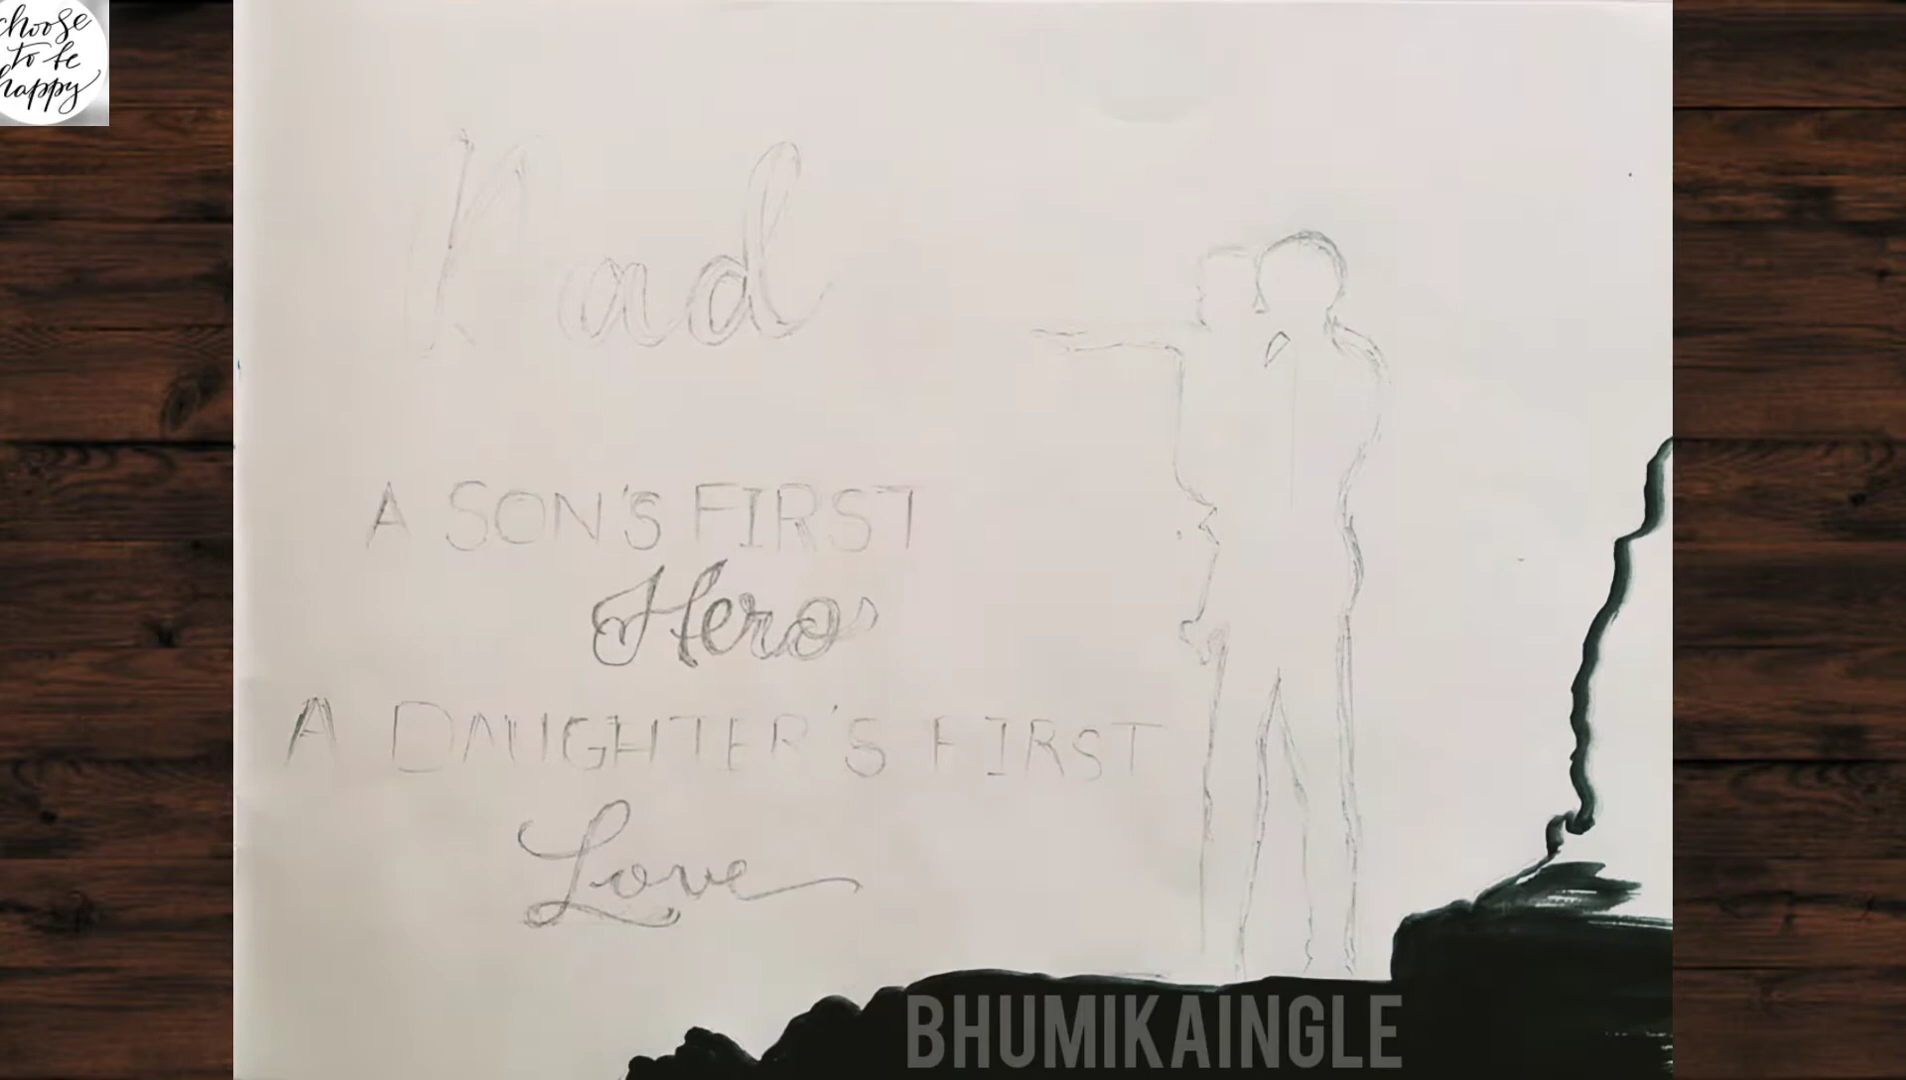 choose
to be
happy
Dad
A SON'S FIRST
Hero
A DAUGHTER'S FIRST
Love
BHUMIKAINGLE